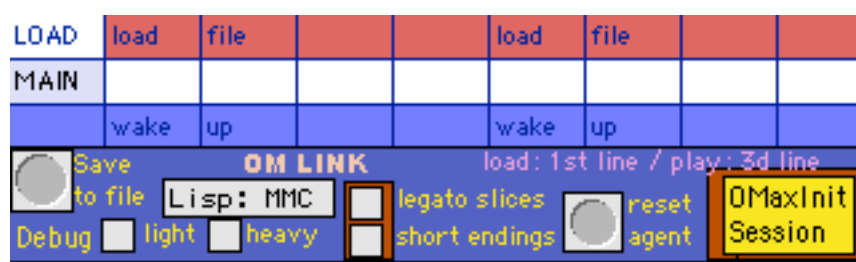 LOAD load file load file
MAIN
wake up wake up
Save OM LINK load: 1st line / play: 3d line
to file Lisp: MMC legato slices reset OMaxInit
Debug light heavy short endings agent Session